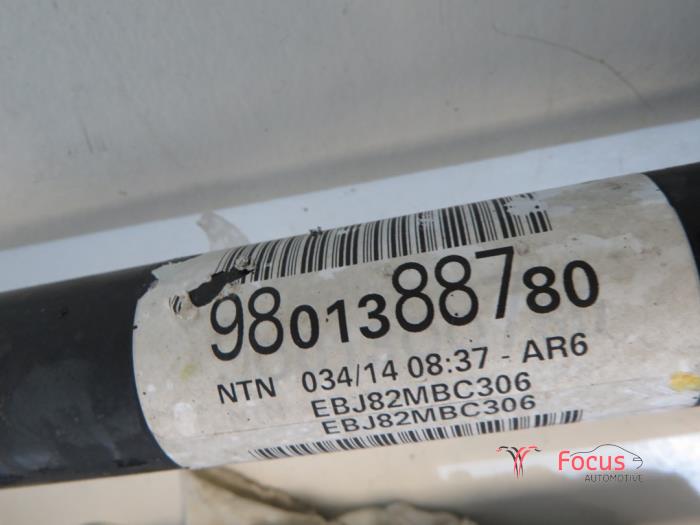 9801388780
NTN 034/14 08:37 - AR6
EBJ82MBC306
EBJ82MBC306
Focus
AUTOMOTIVE